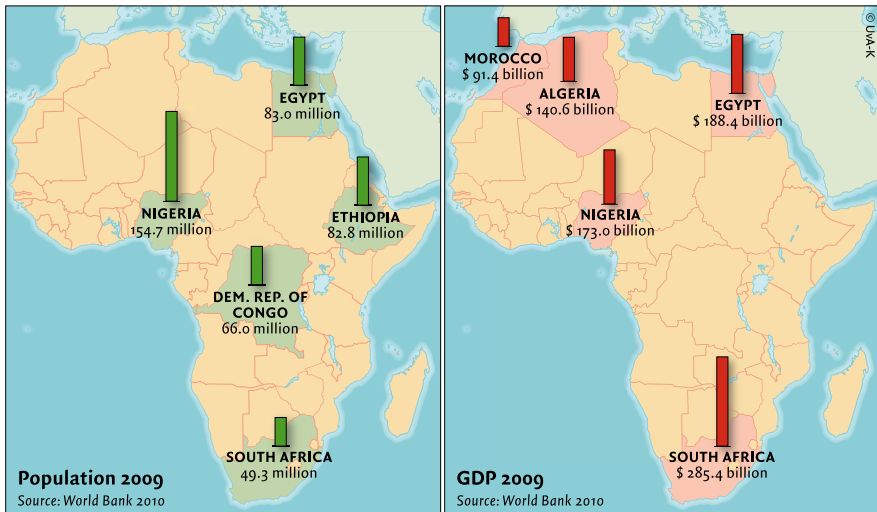 EGYPT
83.0 million
NIGERIA
154.7 million
ETHIOPIA
82.8 million
DEM. REP. OF
CONGO
66.0 million
SOUTH AFRICA
49.3 million
Population 2009
Source: World Bank 2010
© UvA-K
MOROCCO
$ 91.4 billion
ALGERIA
$ 140.6 billion
EGYPT
$ 188.4 billion
NIGERIA
$ 173.0 billion
SOUTH AFRICA
$ 285.4 billion
GDP 2009
Source: World Bank 2010